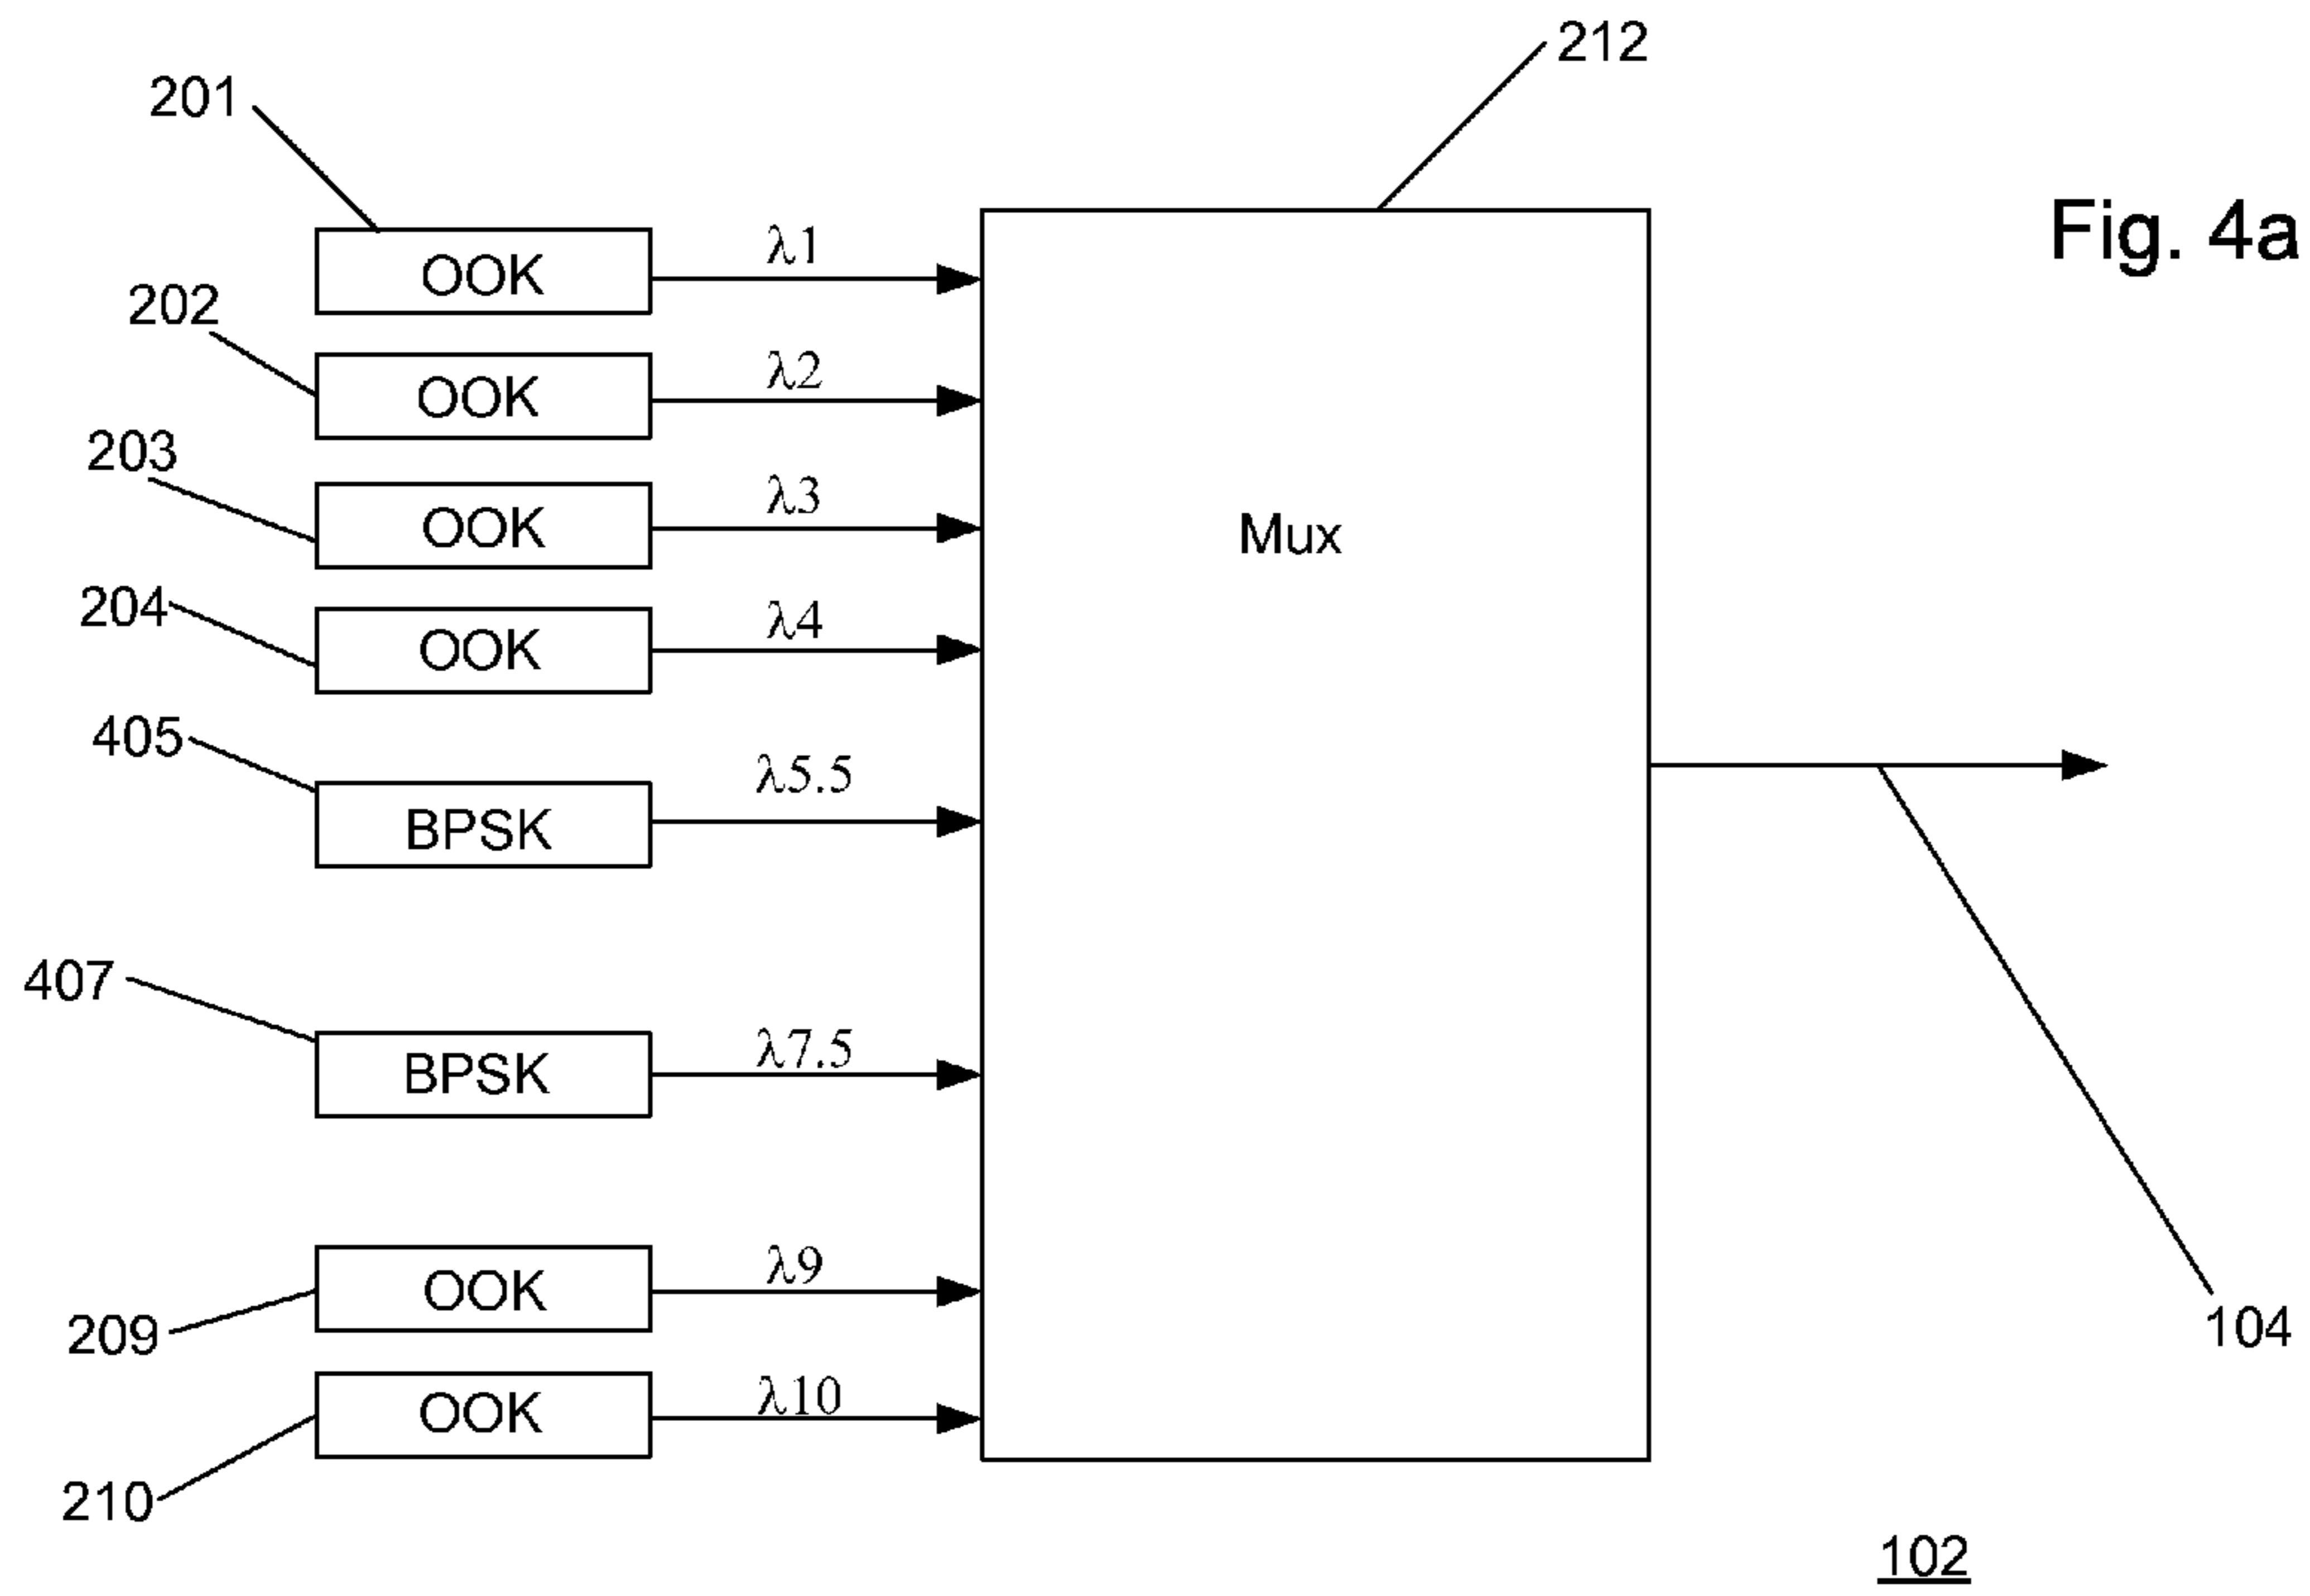 212
201
Fig. 4a
OOK
λ1
202
OOK
λ2
203
OOK
λ3
Mux
204
OOK
λ4
405
BPSK
λ5.5
407
BPSK
λ7.5
OOK
λ9
209
104
OOK
λ10
210
102